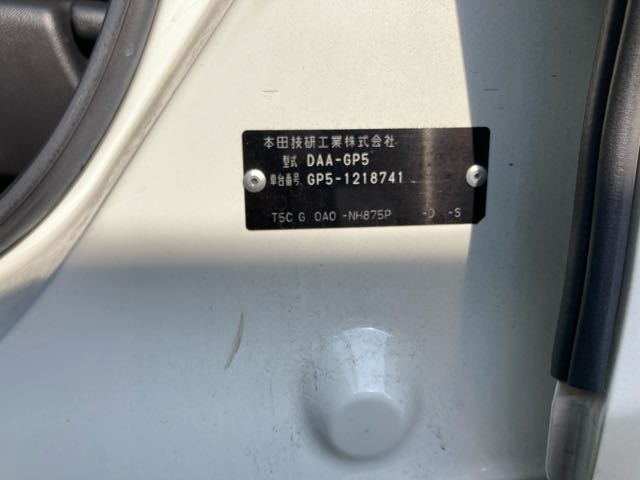 本田技研工業株式会社
型式 DAA-GP5
車台番号 GP5-1218741
T5C G 0A0 -NH875P -D -S